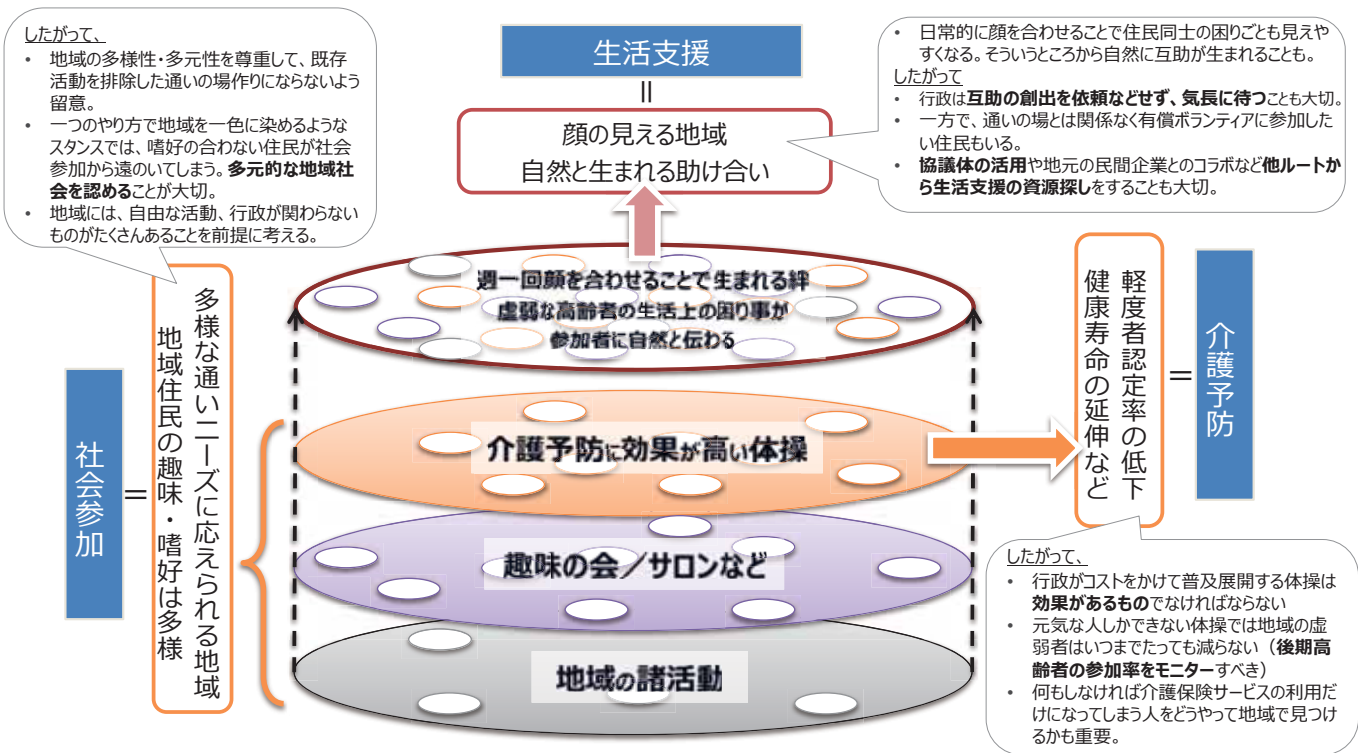 したがって、
• 地域の多様性・多元性を尊重して、既存
活動を排除した通いの場作りにならないよう
留意。
• 一つのやり方で地域を一色に染めるような
スタンスでは、嗜好の合わない住民が社会
参加から遠のいてしまう。多元的な地域社
会を認めることが大切。
• 地域には、自由な活動、行政が関わらない
ものがたくさんあることを前提に考える。
生活支援
=
顔の見える地域
自然と生まれる助け合い
• 日常的に顔を合わせることで住民同士の困りごとも見えや
すくなる。そういうところから自然に互助が生まれることも。
したがって
• 行政は互助の創出を依頼などせず、気長に待つことも大切。
• 一方で、通いの場とは関係なく有償ボランティアに参加した
い住民もいる。
• 協議体の活用や地元の民間企業とのコラボなど他ルートか
ら生活支援の資源探しをすることも大切。
週一回顔を合わせることで生まれる絆
虚弱な高齢者の生活上の困り事が
参加者に自然と伝わる
介護予防に効果が高い体操
趣味の会／サロンなど
地域の諸活動
社会参加
=
多様な通いニーズに応えられる地域
地域住民の趣味・嗜好は多様
介護予防
=
軽度者認定率の低下
健康寿命の延伸など
したがって、
• 行政がコストをかけて普及展開する体操は
効果があるものでなければならない
• 元気な人しかできない体操では地域の虚
弱者はいつまでたっても減らない（後期高
齢者の参加率をモニターすべき）
• 何もしなければ介護保険サービスの利用だ
けになってしまう人をどうやって地域で見つけ
るかも重要。